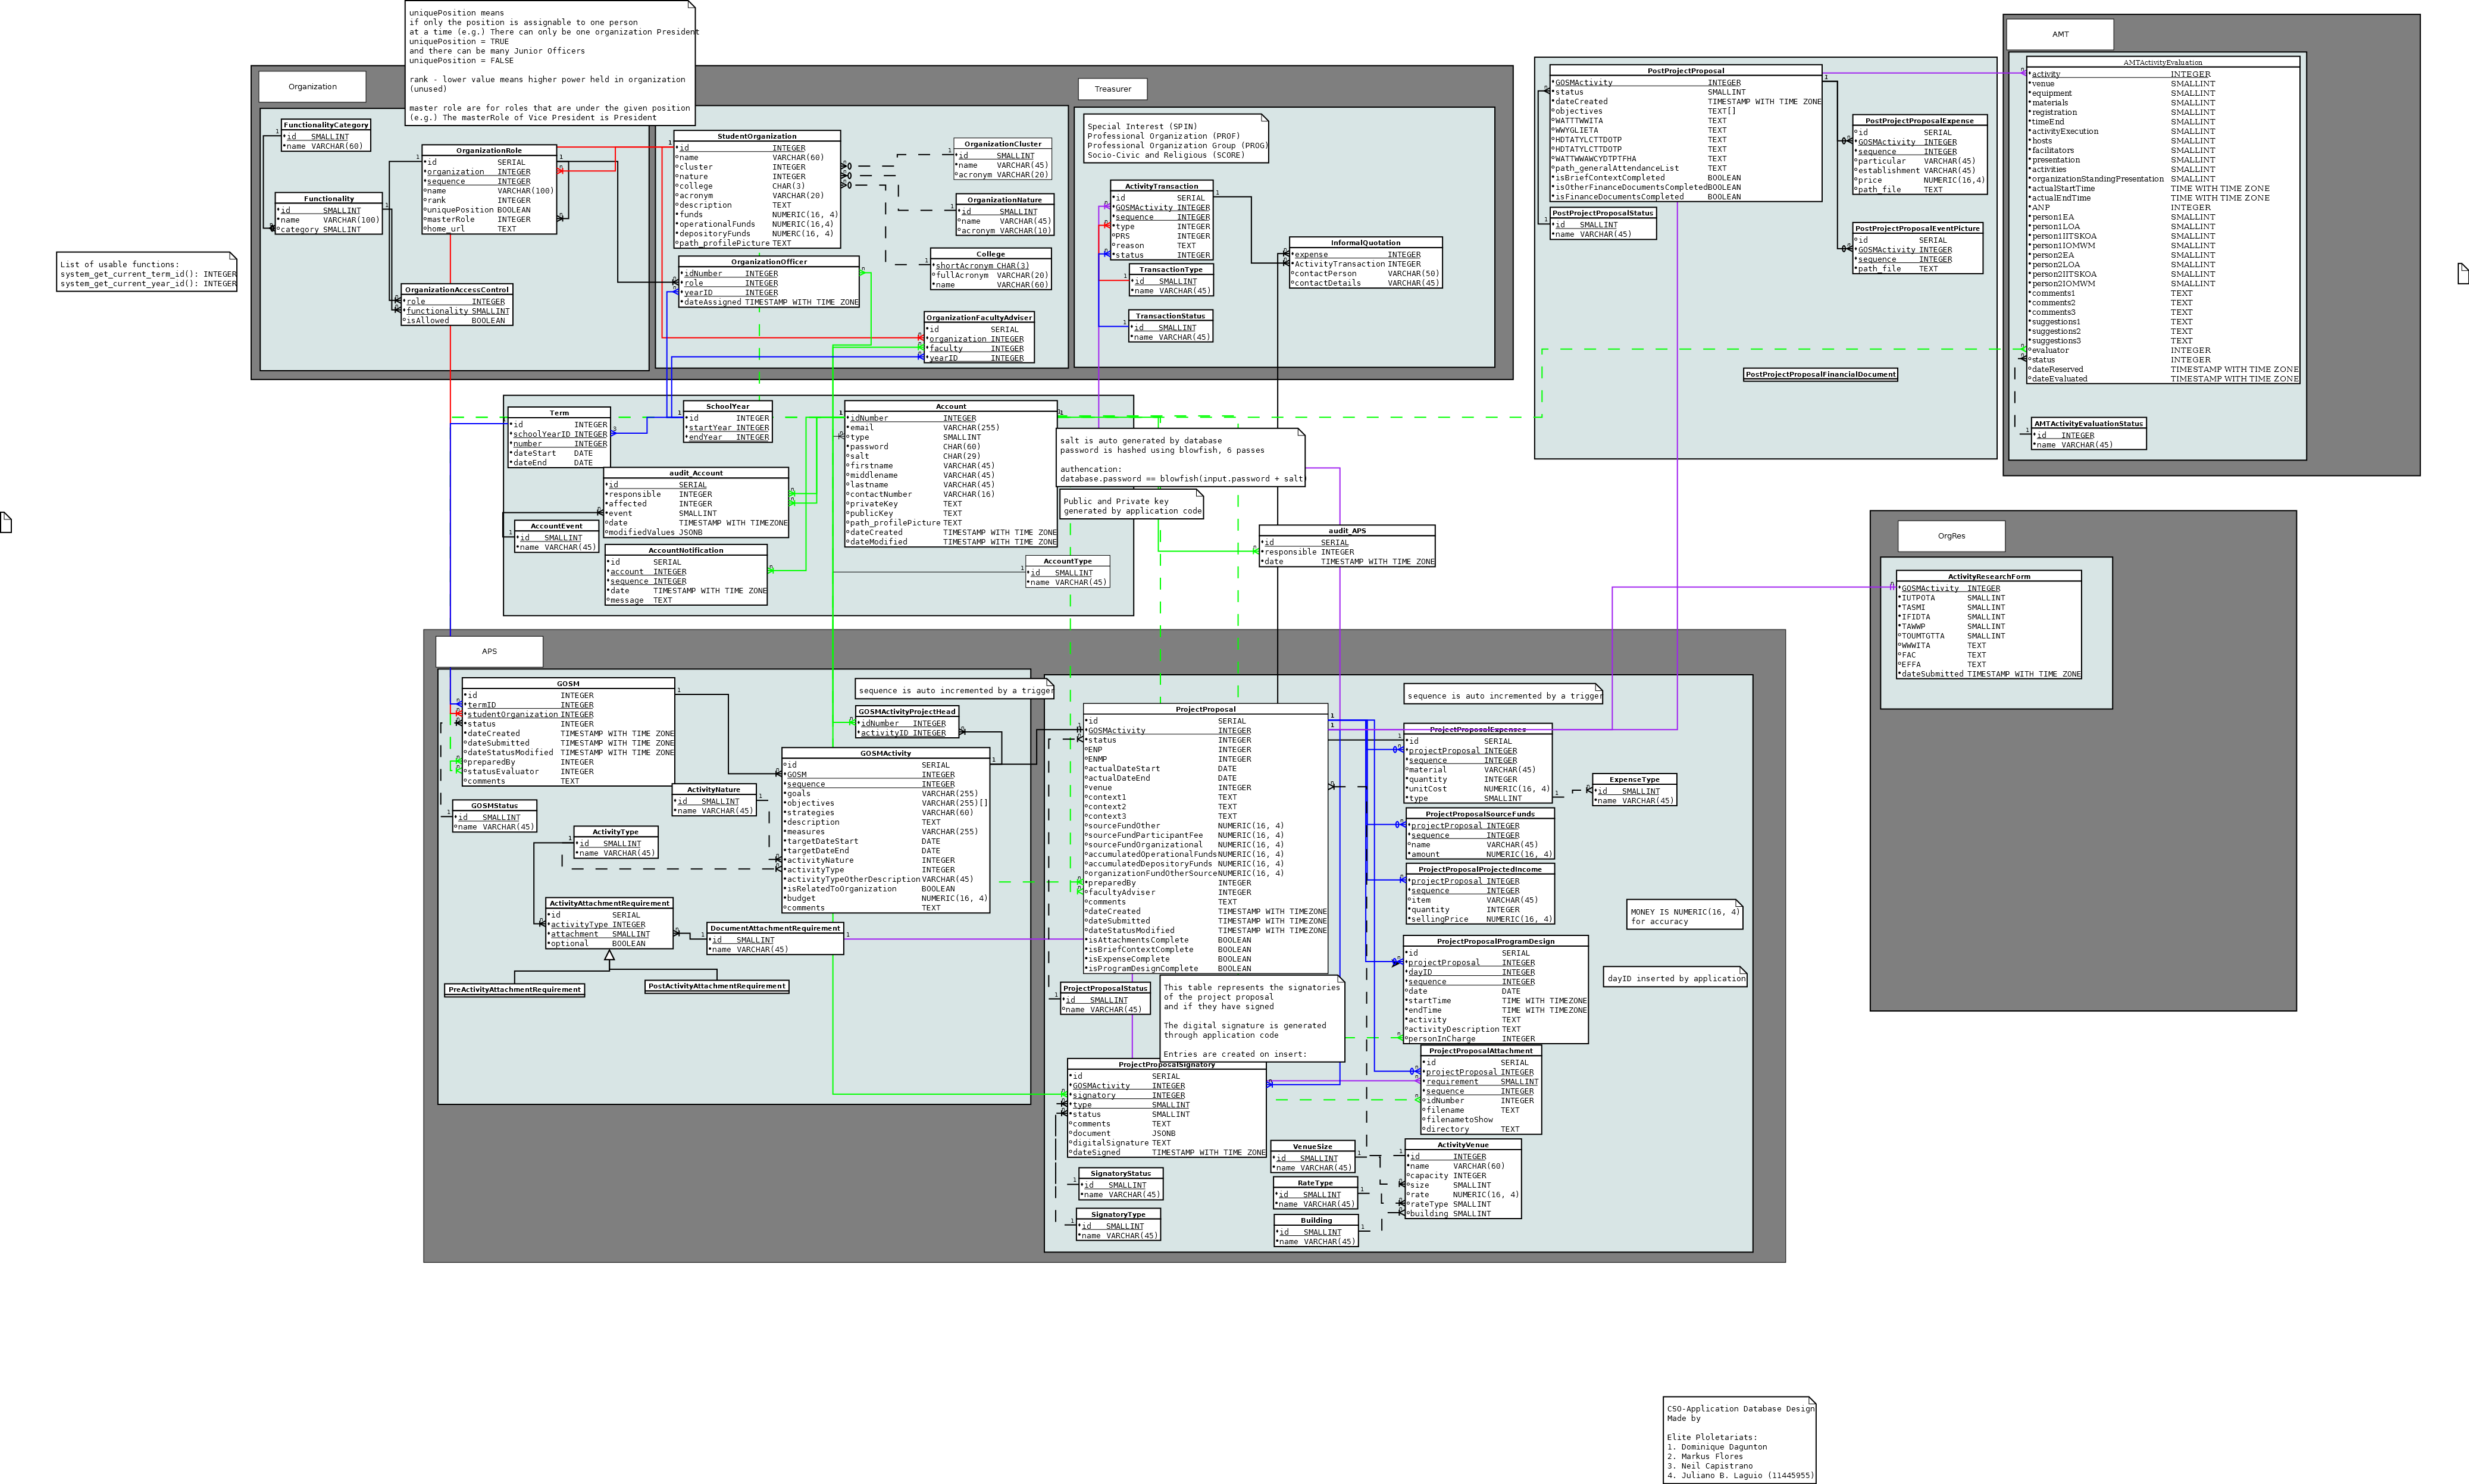 uniquePosition means
if only the position is assignable to one person
at a time (e.g.) There can only be one organization President
uniquePosition = TRUE
and there can be many Junior Officers
uniquePosition = FALSE
rank - lower value means higher power held in organization
(unused)
master role are for roles that are under the given position
(e.g.) The masterRole of Vice President is President
Organization
FunctionalityCategory
id SMALLINT
name VARCHAR(60)
Functionality
id SMALLINT
name VARCHAR(100)
category SMALLINT
OrganizationRole
id SERIAL
organization INTEGER
sequence INTEGER
name VARCHAR(100)
rank INTEGER
uniquePosition BOOLEAN
masterRole INTEGER
home_url TEXT
OrganizationAccessControl
role INTEGER
functionality SMALLINT
isAllowed BOOLEAN
List of usable functions:
system_get_current_term_id(): INTEGER
system_get_current_year_id(): INTEGER
StudentOrganization
id INTEGER
name VARCHAR(60)
cluster INTEGER
nature INTEGER
college CHAR(3)
acronym VARCHAR(20)
description TEXT
funds NUMERIC(16, 4)
operationalFunds NUMERIC(16,4)
depositoryFunds NUMERC(16, 4)
path_profilePicture TEXT
OrganizationOfficer
idNumber INTEGER
role INTEGER
yearID INTEGER
dateAssigned TIMESTAMP WITH TIME ZONE
OrganizationCluster
id SMALLINT
name VARCHAR(45)
acronym VARCHAR(20)
OrganizationNature
id SMALLINT
name VARCHAR(45)
acronym VARCHAR(10)
College
shortAcronym CHAR(3)
fullAcronym VARCHAR(20)
name VARCHAR(60)
OrganizationFacultyAdviser
id SERIAL
organization INTEGER
faculty INTEGER
yearID INTEGER
Treasurer
Special Interest (SPIN)
Professional Organization (PROF)
Professional Organization Group (PROG)
Socio-Civic and Religious (SCORE)
ActivityTransaction
id SERIAL
GOSMActivity INTEGER
sequence INTEGER
type INTEGER
PRS INTEGER
reason TEXT
status INTEGER
TransactionType
id SMALLINT
name VARCHAR(45)
TransactionStatus
id SMALLINT
name VARCHAR(45)
InformalQuotation
expense INTEGER
ActivityTransaction INTEGER
contactPerson VARCHAR(50)
contactDetails VARCHAR(45)
PostProjectProposal
GOSMActivity INTEGER
status SMALLINT
dateCreated TIMESTAMP WITH TIME ZONE
objectives TEXT[]
WATTTWWITA TEXT
WWYGLIETA TEXT
HDTATYLCTTDOTP TEXT
HDTATYLCTTDOTP TEXT
WATTWWAWCYDTPTFHA TEXT
path_generalAttendanceList TEXT
isBriefContextCompleted BOOLEAN
isOtherFinanceDocumentsCompleted BOOLEAN
isFinanceDocumentsCompleted BOOLEAN
PostProjectProposalStatus
id SMALLINT
name VARCHAR(45)
PostProjectProposalExpense
id SERIAL
GOSMActivity INTEGER
sequence INTEGER
particular VARCHAR(45)
establishment VARCHAR(45)
price NUMERIC(16,4)
path_file TEXT
PostProjectProposalEventPicture
id SERIAL
GOSMActivity INTEGER
sequence INTEGER
path_file TEXT
PostProjectProposalFinancialDocument
AMT
AMTActivityEvaluation
activity INTEGER
venue SMALLINT
equipment SMALLINT
materials SMALLINT
registration SMALLINT
timeEnd SMALLINT
activityExecution SMALLINT
hosts SMALLINT
facilitators SMALLINT
presentation SMALLINT
activities SMALLINT
organizationStandingPresentation SMALLINT
actualStartTime TIME WITH TIME ZONE
actualEndTime TIME WITH TIME ZONE
ANP INTEGER
person1EA SMALLINT
person1LOA SMALLINT
person1IITSKOA SMALLINT
person1IOMWM SMALLINT
person2EA SMALLINT
person2LOA SMALLINT
person2IITSKOA SMALLINT
person2IOMWM SMALLINT
comments1 TEXT
comments2 TEXT
comments3 TEXT
suggestions1 TEXT
suggestions2 TEXT
suggestions3 TEXT
evaluator INTEGER
status INTEGER
dateReserved TIMESTAMP WITH TIME ZONE
dateEvaluated TIMESTAMP WITH TIME ZONE
AMTActivityEvaluationStatus
id INTEGER
name VARCHAR(45)
Term
id INTEGER
schoolYearID INTEGER
number INTEGER
dateStart DATE
dateEnd DATE
SchoolYear
id INTEGER
startYear INTEGER
endYear INTEGER
audit_Account
id SERIAL
responsible INTEGER
affected INTEGER
event SMALLINT
date TIMESTAMP WITH TIMEZONE
modifiedValues JSONB
AccountEvent
id SMALLINT
name VARCHAR(45)
AccountNotification
id SERIAL
account INTEGER
sequence INTEGER
date TIMESTAMP WITH TIME ZONE
message TEXT
Account
idNumber INTEGER
email VARCHAR(255)
type SMALLINT
password CHAR(60)
salt CHAR(29)
firstname VARCHAR(45)
middlename VARCHAR(45)
lastname VARCHAR(45)
contactNumber VARCHAR(16)
privateKey TEXT
publicKey TEXT
path_profilePicture TEXT
dateCreated TIMESTAMP WITH TIME ZONE
dateModified TIMESTAMP WITH TIME ZONE
AccountType
id SMALLINT
name VARCHAR(45)
salt is auto generated by database
password is hashed using blowfish, 6 passes
authencation:
database.password == blowfish(input.password + salt)
Public and Private key
generated by application code
audit_APS
id SERIAL
responsible INTEGER
date TIMESTAMP WITH TIME ZONE
OrgRes
ActivityResearchForm
GOSMActivity INTEGER
IUTPOTA SMALLINT
TASMI SMALLINT
IFIDTA SMALLINT
TAWWP SMALLINT
TOUMTGTTA SMALLINT
WWWITA TEXT
FAC TEXT
EFFA TEXT
dateSubmitted TIMESTAMP WITH TIME ZONE
APS
GOSM
id INTEGER
termID INTEGER
studentOrganization INTEGER
status INTEGER
dateCreated TIMESTAMP WITH TIME ZONE
dateSubmitted TIMESTAMP WITH TIME ZONE
dateStatusModified TIMESTAMP WITH TIME ZONE
preparedBy INTEGER
statusEvaluator INTEGER
comments TEXT
GOSMStatus
id SMALLINT
name VARCHAR(45)
ActivityType
id SMALLINT
name VARCHAR(45)
ActivityNature
id SMALLINT
name VARCHAR(45)
sequence is auto incremented by a trigger
GOSMActivityProjectHead
idNumber INTEGER
activityID INTEGER
GOSMActivity
id SERIAL
GOSM INTEGER
sequence INTEGER
goals VARCHAR(255)
objectives VARCHAR(255)[]
strategies VARCHAR(60)
description TEXT
measures VARCHAR(255)
targetDateStart DATE
targetDateEnd DATE
activityNature INTEGER
activityType INTEGER
activityTypeOtherDescription VARCHAR(45)
isRelatedToOrganization BOOLEAN
budget NUMERIC(16, 4)
comments TEXT
ActivityAttachmentRequirement
id SERIAL
activityType INTEGER
attachment SMALLINT
optional BOOLEAN
DocumentAttachmentRequirement
id SMALLINT
name VARCHAR(45)
PreActivityAttachmentRequirement
PostActivityAttachmentRequirement
ProjectProposal
id SERIAL
GOSMActivity INTEGER
status INTEGER
ENP INTEGER
ENMP INTEGER
actualDateStart DATE
actualDateEnd DATE
venue INTEGER
context1 TEXT
context2 TEXT
context3 TEXT
sourceFundOther NUMERIC(16, 4)
sourceFundParticipantFee NUMERIC(16, 4)
sourceFundOrganizational NUMERIC(16, 4)
accumulatedOperationalFunds NUMERIC(16, 4)
accumulatedDepositoryFunds NUMERIC(16, 4)
organizationFundOtherSource NUMERIC(16, 4)
preparedBy INTEGER
facultyAdviser INTEGER
comments TEXT
dateCreated TIMESTAMP WITH TIMEZONE
dateSubmitted TIMESTAMP WITH TIMEZONE
dateStatusModified TIMESTAMP WITH TIMEZONE
isAttachmentsComplete BOOLEAN
isBriefContextComplete BOOLEAN
isExpenseComplete BOOLEAN
isProgramDesignComplete BOOLEAN
ProjectProposalStatus
id SMALLINT
name VARCHAR(45)
This table represents the signatories
of the project proposal
and if they have signed
The digital signature is generated
through application code
Entries are created on insert:
ProjectProposalSignatory
id SERIAL
GOSMActivity INTEGER
signatory INTEGER
type SMALLINT
status SMALLINT
comments TEXT
document JSONB
digitalSignature TEXT
dateSigned TIMESTAMP WITH TIME ZONE
SignatoryStatus
id SMALLINT
name VARCHAR(45)
SignatoryType
id SMALLINT
name VARCHAR(45)
VenueSize
id SMALLINT
name VARCHAR(45)
RateType
id SMALLINT
name VARCHAR(45)
Building
id SMALLINT
name VARCHAR(45)
sequence is auto incremented by a trigger
ProjectProposalExpenses
id SERIAL
projectProposal INTEGER
sequence INTEGER
material VARCHAR(45)
quantity INTEGER
unitCost NUMERIC(16, 4)
type SMALLINT
ExpenseType
id SMALLINT
name VARCHAR(45)
ProjectProposalSourceFunds
projectProposal INTEGER
sequence INTEGER
name VARCHAR(45)
amount NUMERIC(16, 4)
ProjectProposalProjectedIncome
projectProposal INTEGER
sequence INTEGER
item VARCHAR(45)
quantity INTEGER
sellingPrice NUMERIC(16, 4)
MONEY IS NUMERIC(16, 4)
for accuracy
ProjectProposalProgramDesign
id SERIAL
projectProposal INTEGER
dayID INTEGER
sequence INTEGER
date DATE
startTime TIME WITH TIMEZONE
endTime TIME WITH TIMEZONE
activity TEXT
activityDescription TEXT
personInCharge INTEGER
dayID inserted by application
ProjectProposalAttachment
id SERIAL
projectProposal INTEGER
requirement SMALLINT
sequence INTEGER
idNumber INTEGER
filename TEXT
filenametoShow
directory TEXT
ActivityVenue
id INTEGER
name VARCHAR(60)
capacity INTEGER
size SMALLINT
rate NUMERIC(16, 4)
rateType SMALLINT
building SMALLINT
CSO-Application Database Design
Made by
Elite Ploletariats:
1. Dominique Dagunton
2. Markus Flores
3. Neil Capistrano
4. Juliano B. Laguio (11445955)